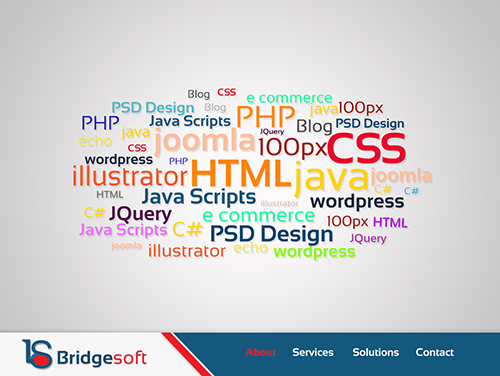 Blog CSS
PSD Design Blog e commerce java 100px
PHP Java Scripts PHP Blog PSD Design
echo java joomla JQuery 100px CSS
CSS
wordpress PHP
illustrator HTML java joomla
HTML Java Scripts illustrator wordpress C# C#
C# JQuery e commerce 100px HTML
Java Scripts C# PSD Design JQuery
joomla illustrator echo wordpress
Bridgesoft About Services Solutions Contact